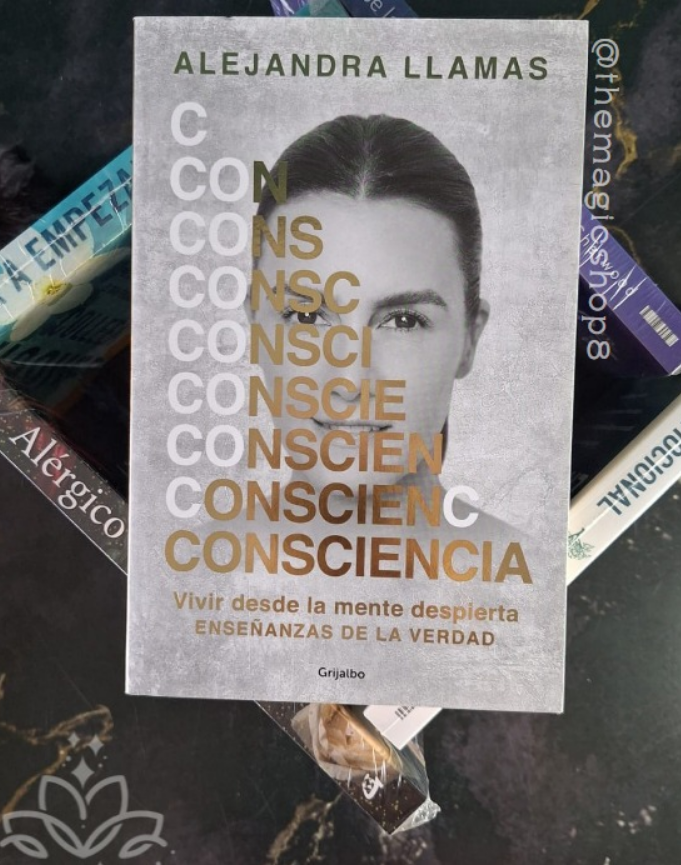 ALEJANDRA LLAMAS
C
CON
CONS
CONSC
CONSCI
CONSCIE
CONSCIEN
CONSCIENC
CONSCIENCIA
Vivir desde la mente despierta
ENSEÑANZAS DE LA VERDAD
Grijalbo
@themagicshop8
A EMPEZA
Alérgico
OCIONAL